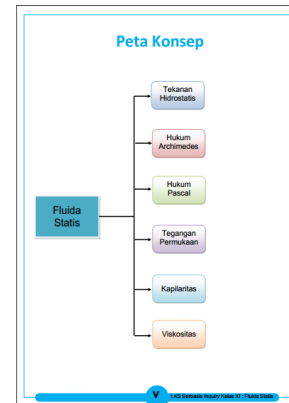 Peta Konsep
Tekanan
Hidrostatis
Hukum
Archimedes
Hukum
Pascal
Fluida
Statis
Tegangan
Permukaan
Kapilaritas
Viskositas
V
LKS Berbasis Inquiry Kelas XI : Fluida Statis